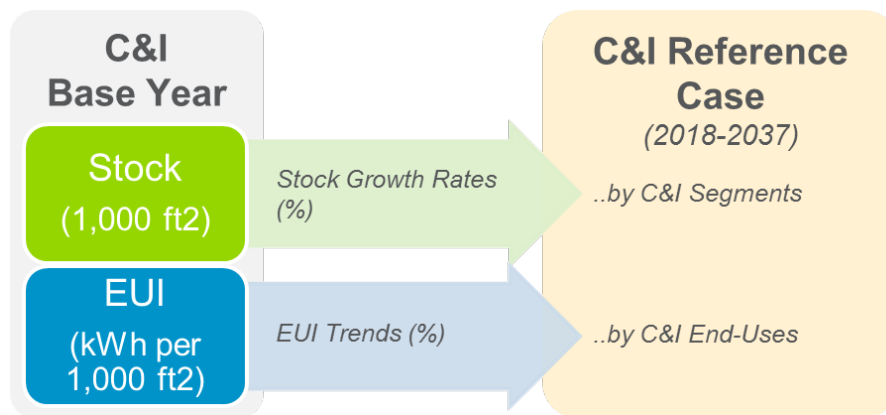 C&I
Base Year
Stock
(1,000 ft2)
EUI
(kWh per
1,000 ft2)
Stock Growth Rates
(%)
EUI Trends (%)
C&I Reference
Case
(2018-2037)
..by C&I Segments
..by C&I End-Uses